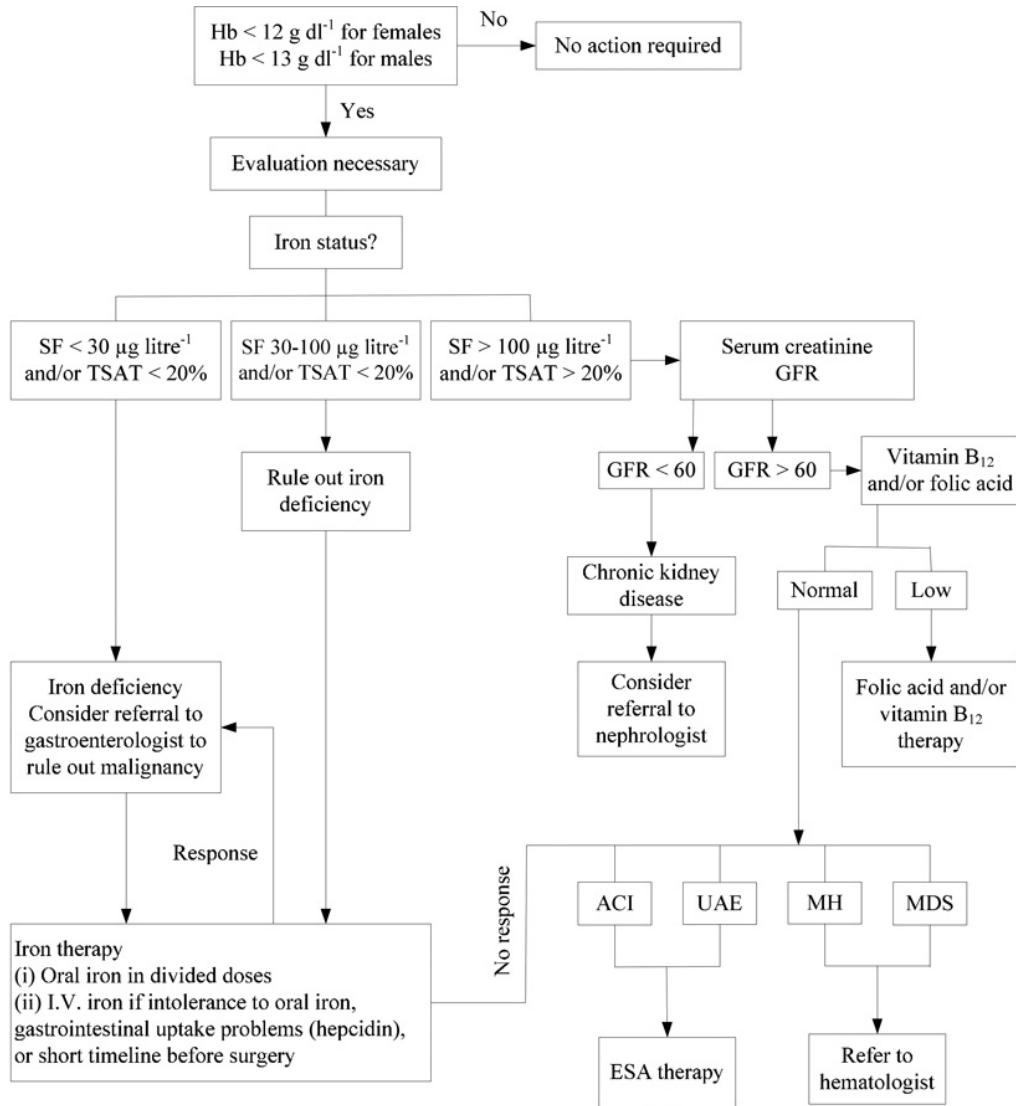 Hb < 12 g dl⁻¹ for females
Hb < 13 g dl⁻¹ for males
No
No action required
Yes
Evaluation necessary
Iron status?
SF < 30 µg litre⁻¹
and/or TSAT < 20%
SF 30-100 µg litre⁻¹
and/or TSAT < 20%
SF > 100 µg litre⁻¹
and/or TSAT > 20%
Serum creatinine
GFR
Rule out iron
deficiency
GFR < 60
GFR > 60
Vitamin B₁₂
and/or folic acid
Chronic kidney
disease
Normal
Low
Iron deficiency
Consider referral to
gastroenterologist to
rule out malignancy
Consider
referral to
nephrologist
Folic acid and/or
vitamin B₁₂
therapy
Response
No response
ACI
UAE
MH
MDS
Iron therapy
(i) Oral iron in divided doses
(ii) I.V. iron if intolerance to oral iron,
gastrointestinal uptake problems (hepcidin),
or short timeline before surgery
ESA therapy
Refer to
hematologist